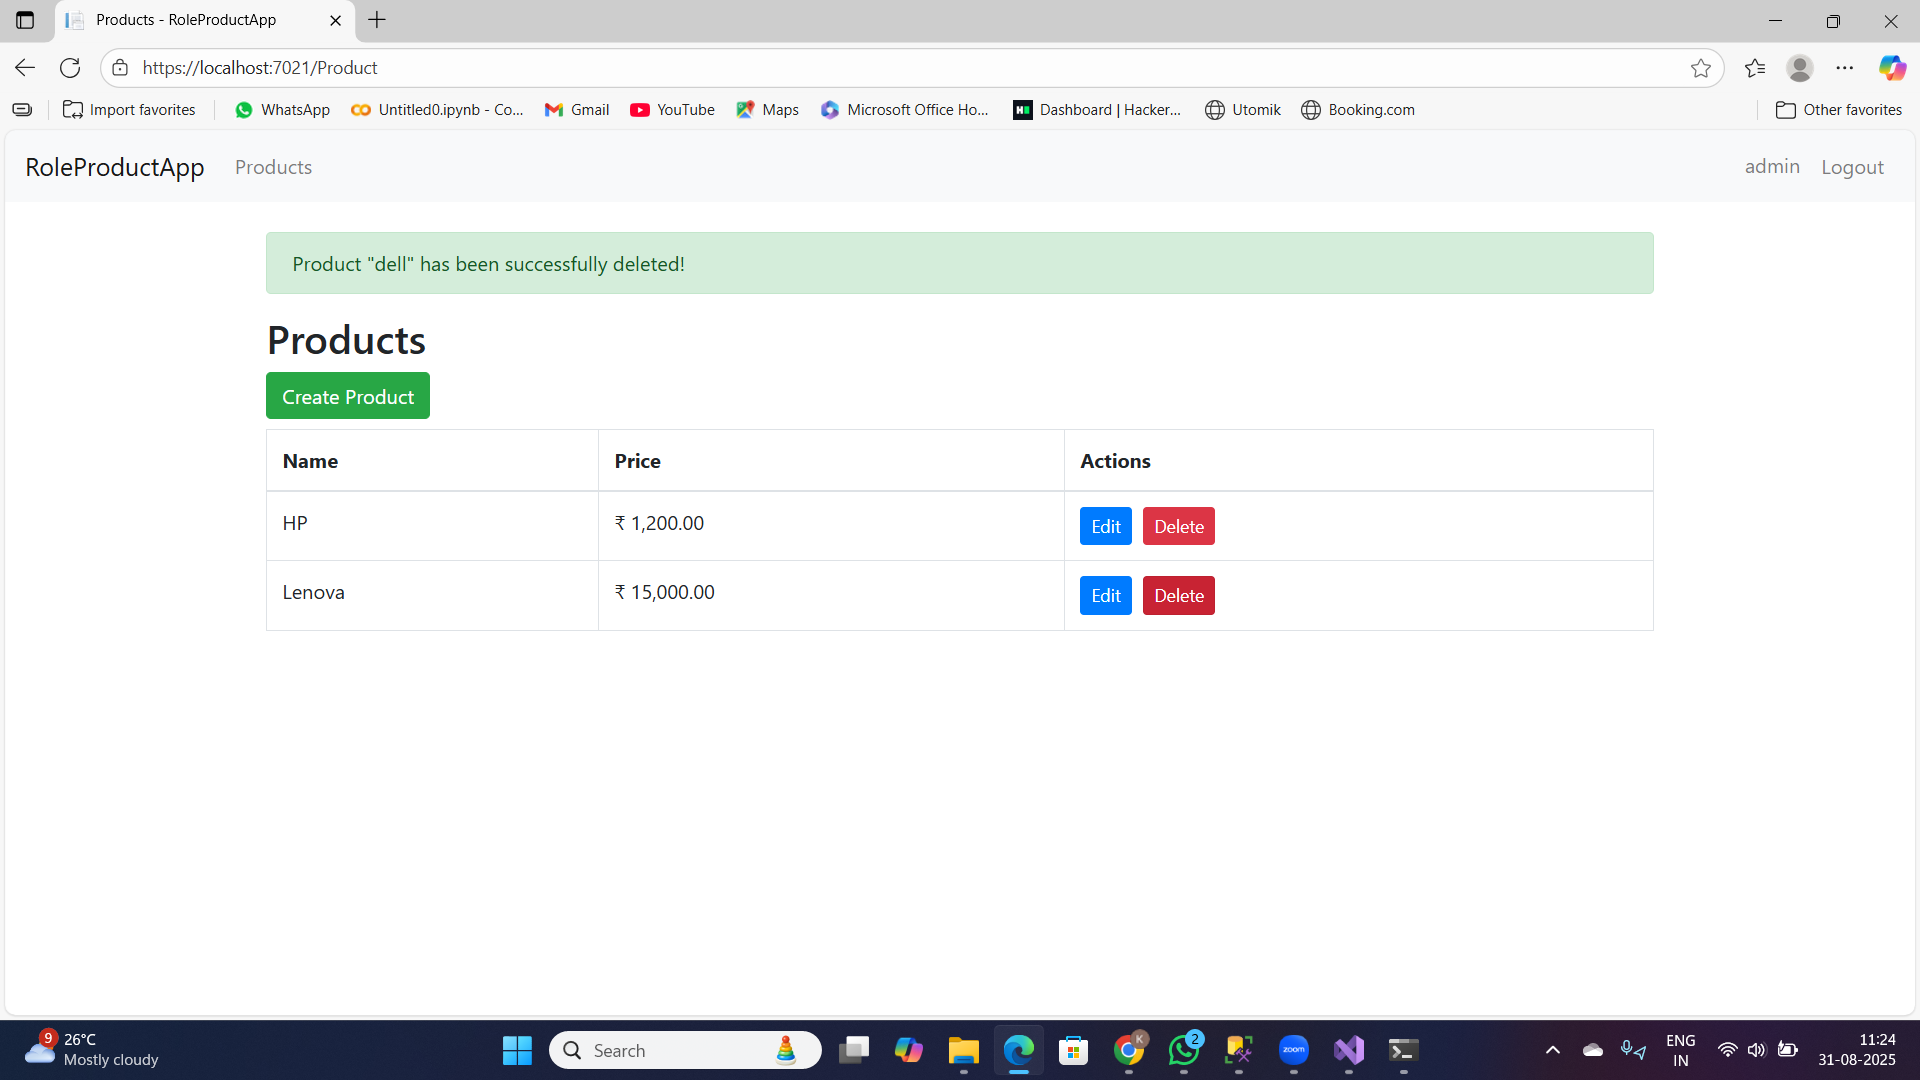 Products - RoleProductApp
https://localhost:7021/Product
Import favorites WhatsApp Untitled0.ipynb - Co... Gmail YouTube Maps Microsoft Office Ho... Dashboard | Hacker... Utomik Booking.com Other favorites
RoleProductApp Products admin Logout
Product "dell" has been successfully deleted!
Products
Create Product
Name Price Actions
HP ₹ 1,200.00 Edit Delete
Lenova ₹ 15,000.00 Edit Delete
9 26°C
Mostly cloudy
Search
K
2
zoom
ENG
IN
11:24
31-08-2025